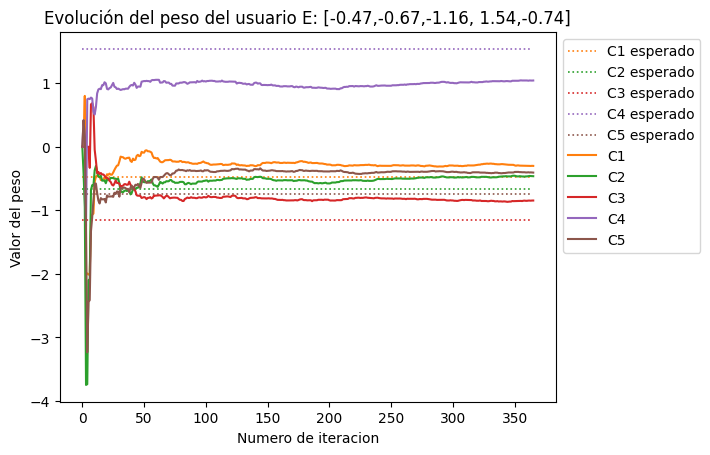 Evolución del peso del usuario E: [-0.47,-0.67,-1.16, 1.54,-0.74]
C1 esperado
C2 esperado
C3 esperado
C4 esperado
C5 esperado
C1
C2
C3
C4
C5
Valor del peso
1
0
−1
−2
−3
−4
0 50 100 150 200 250 300 350
Numero de iteracion